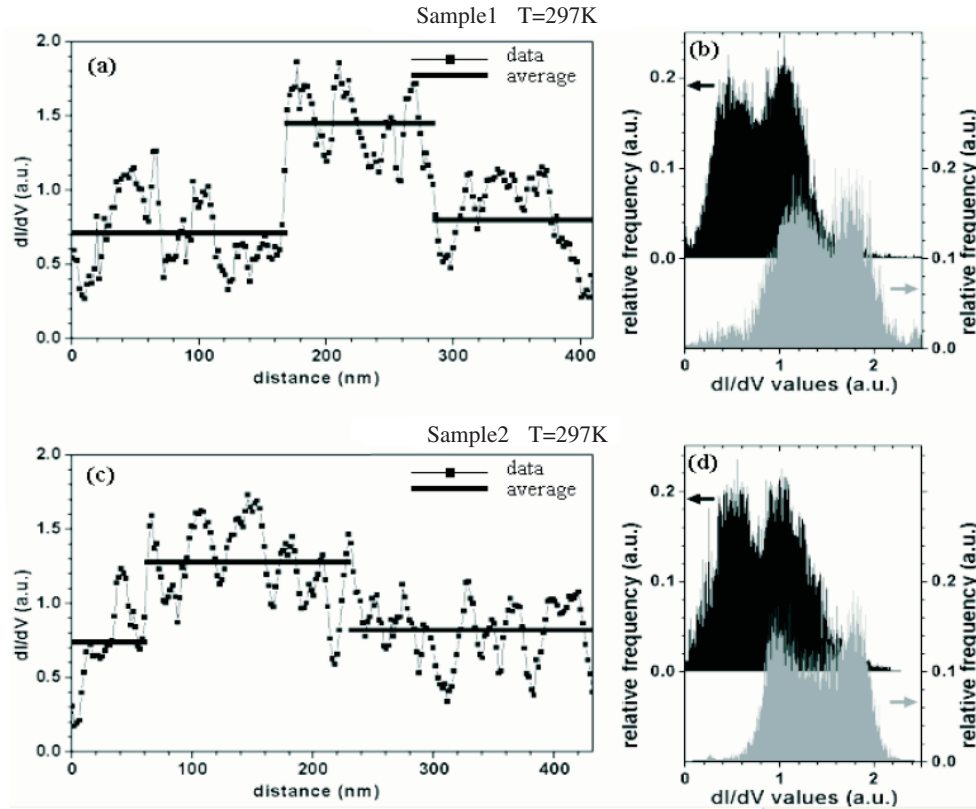 Sample1 T=297K
(a)
data
average
2.0
1.5
1.0
0.5
0.0
dI/dV (a.u.)
0 100 200 300 400
distance (nm)
(b)
relative frequency (a.u.)
0.2
0.1
0.0
0.2
0.1
0.0
relative frequency (a.u.)
0 1 2
dI/dV values (a.u.)
Sample2 T=297K
(c)
data
average
2.0
1.5
1.0
0.5
0.0
dI/dV (a.u.)
0 100 200 300 400
distance (nm)
(d)
relative frequency (a.u.)
0.2
0.1
0.0
0.2
0.1
0.0
relative frequency (a.u.)
0 1 2
dI/dV values (a.u.)